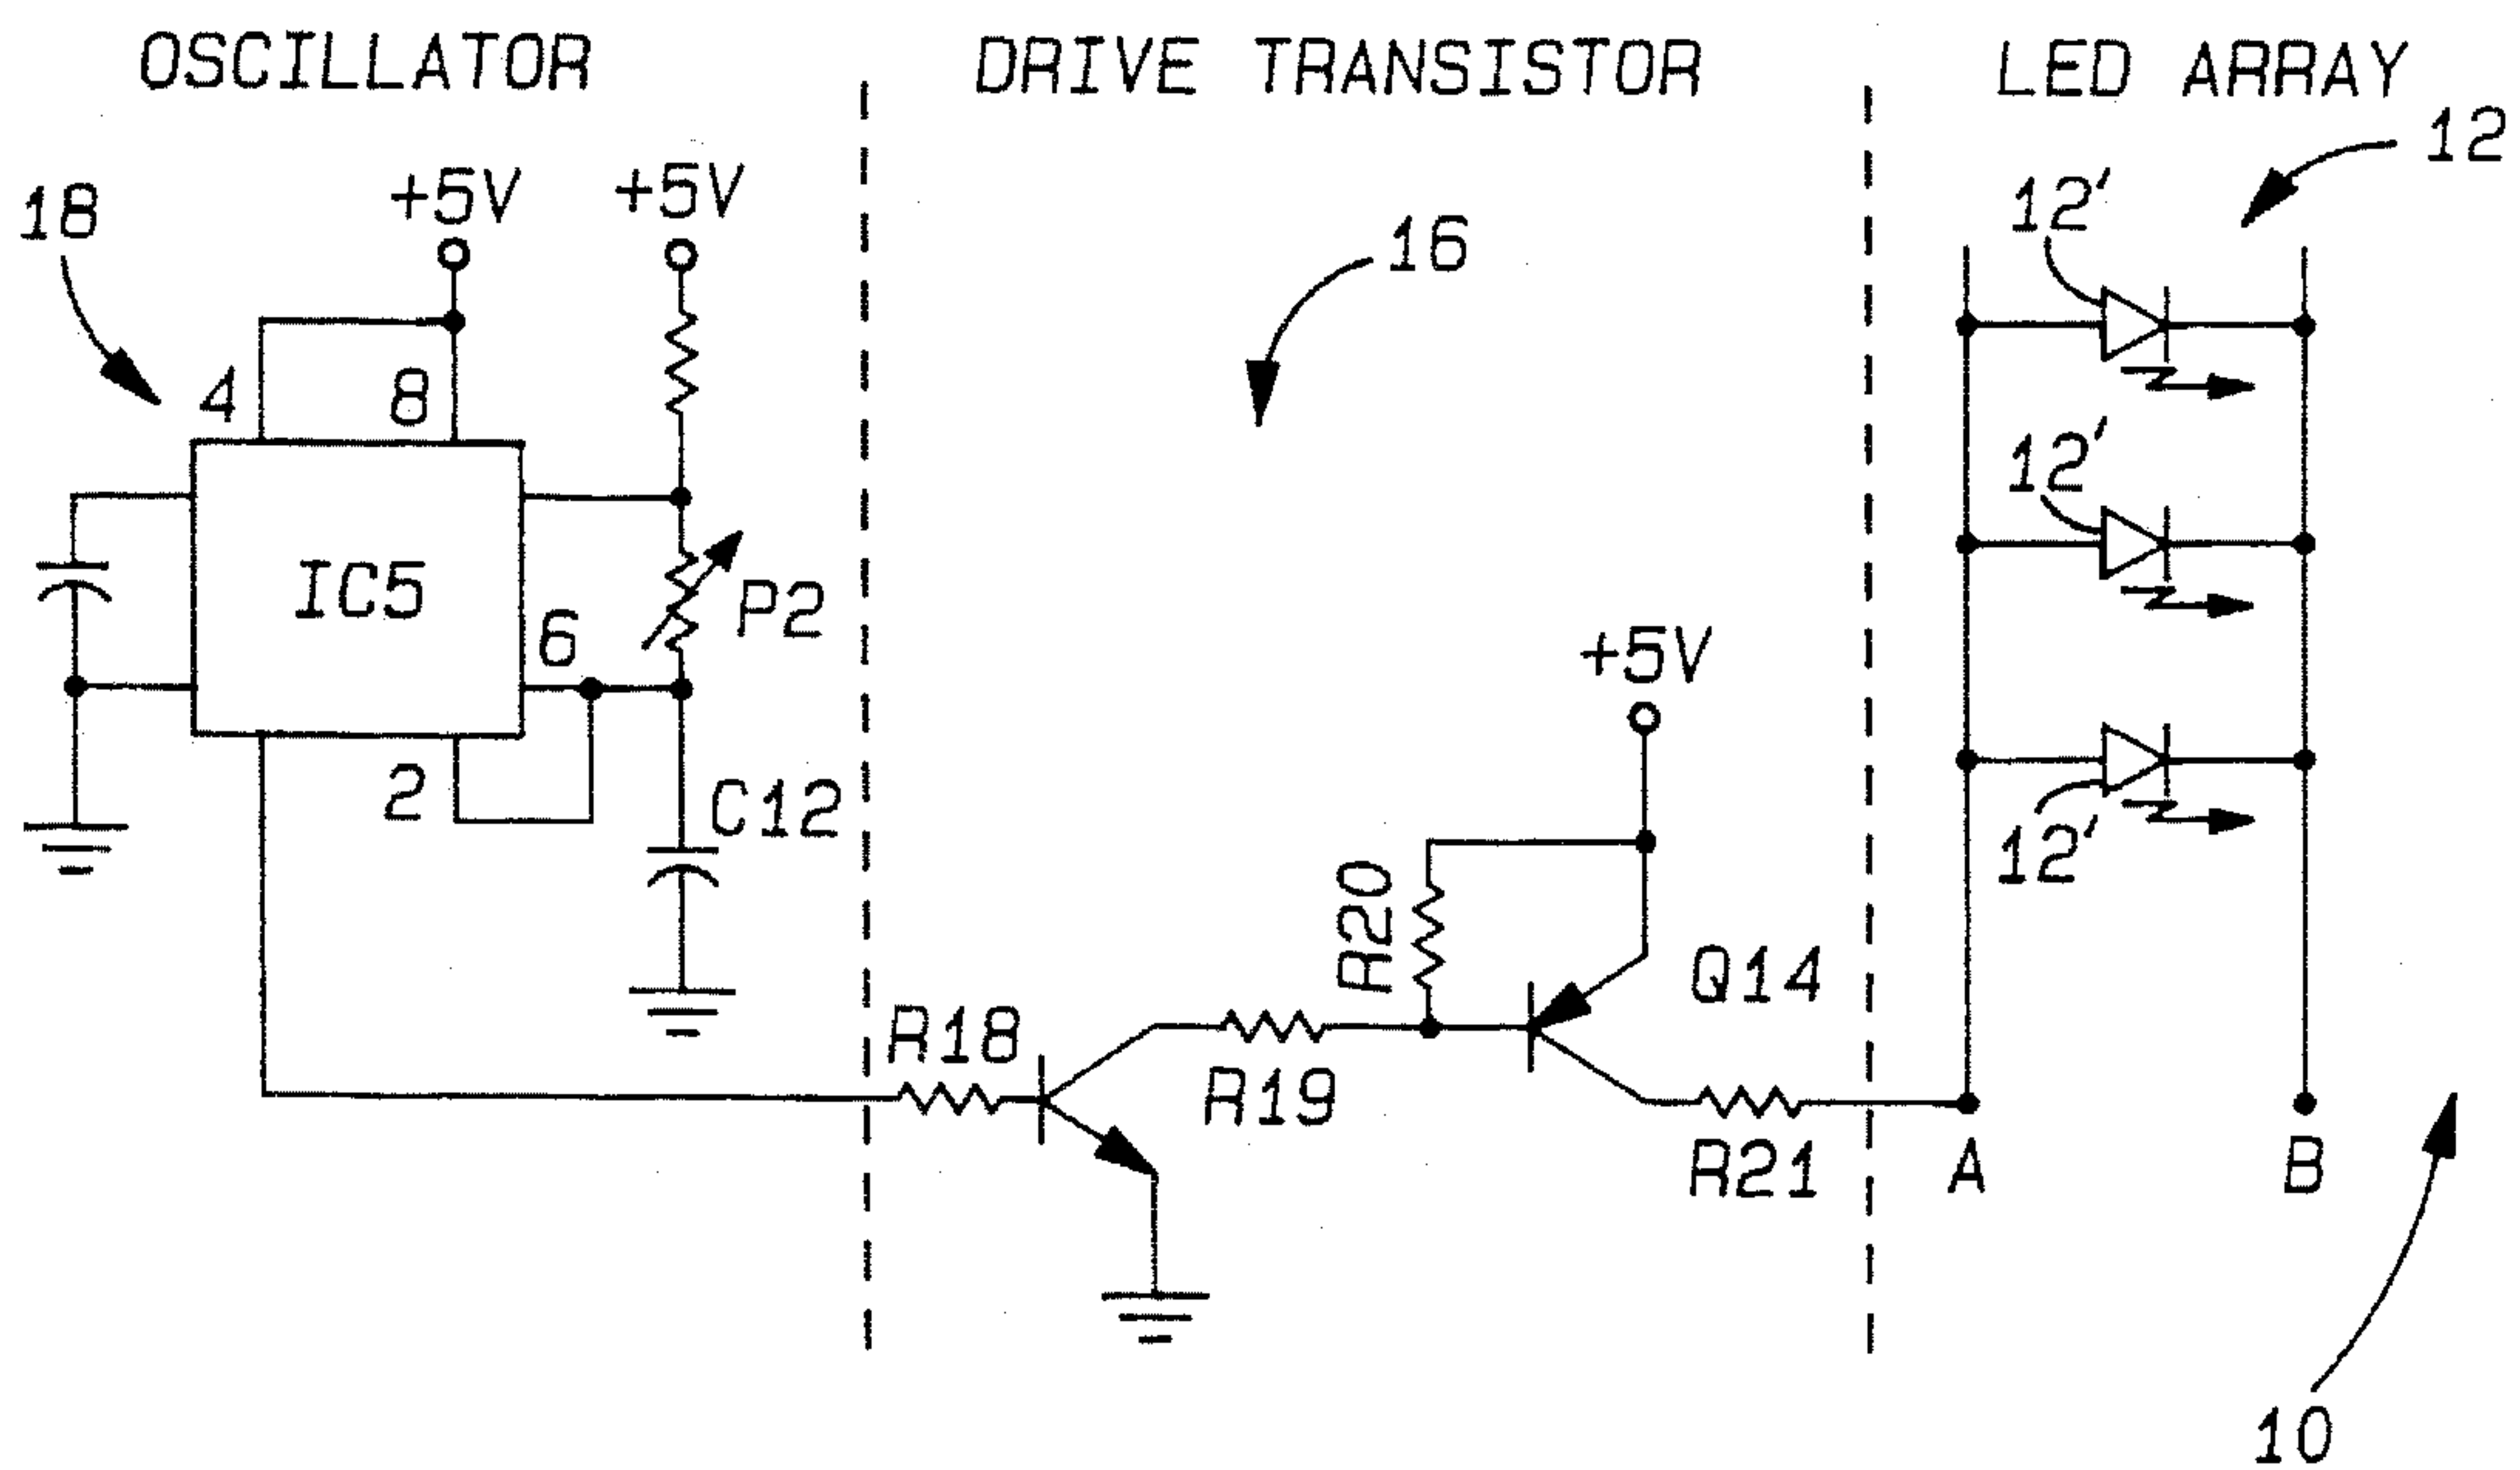 OSCILLATOR
DRIVE TRANSISTOR
LED ARRAY
12
+5V
+5V
12'
18
16
4
8
12'
IC5
P2
6
+5V
2
C12
12'
R20
Q14
R18
R19
R21
A
B
10